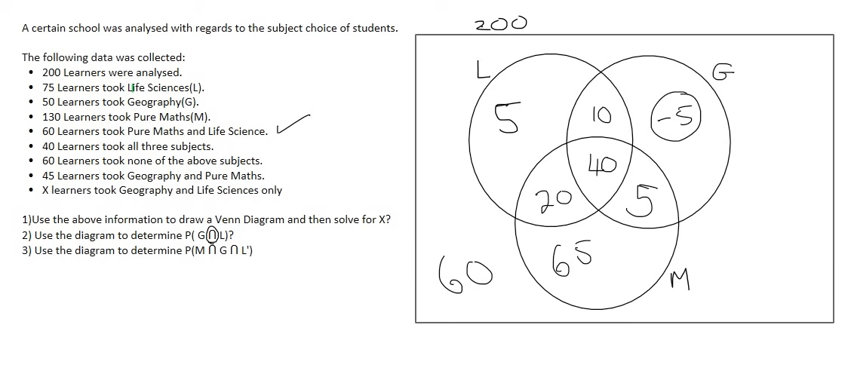 A certain school was analysed with regards to the subject choice of students.
The following data was collected:
• 200 Learners were analysed.
• 75 Learners took Life Sciences(L).
• 50 Learners took Geography(G).
• 130 Learners took Pure Maths(M).
• 60 Learners took Pure Maths and Life Science.
• 40 Learners took all three subjects.
• 60 Learners took none of the above subjects.
• 45 Learners took Geography and Pure Maths.
• X learners took Geography and Life Sciences only
1)Use the above information to draw a Venn Diagram and then solve for X?
2) Use the diagram to determine P( G⋂L)?
3) Use the diagram to determine P(M ⋂ G ⋂ L')
200
L
G
5
10
-5
40
20
5
65
60
M